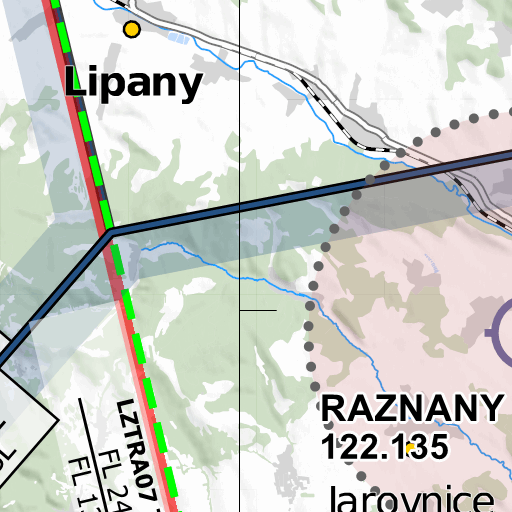 Lipany
RAZNANY
122.135
Jarovnice
LZTRA07
FL 24
FL 1